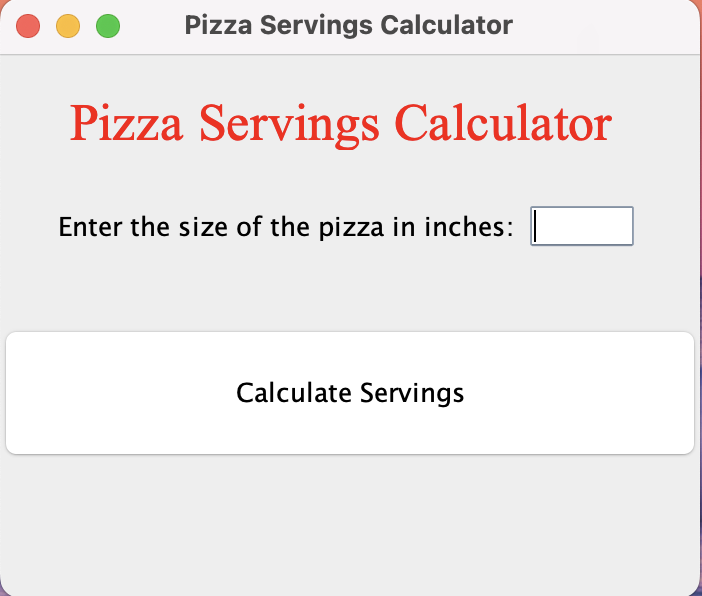 Pizza Servings Calculator
Pizza Servings Calculator
Enter the size of the pizza in inches:
Calculate Servings